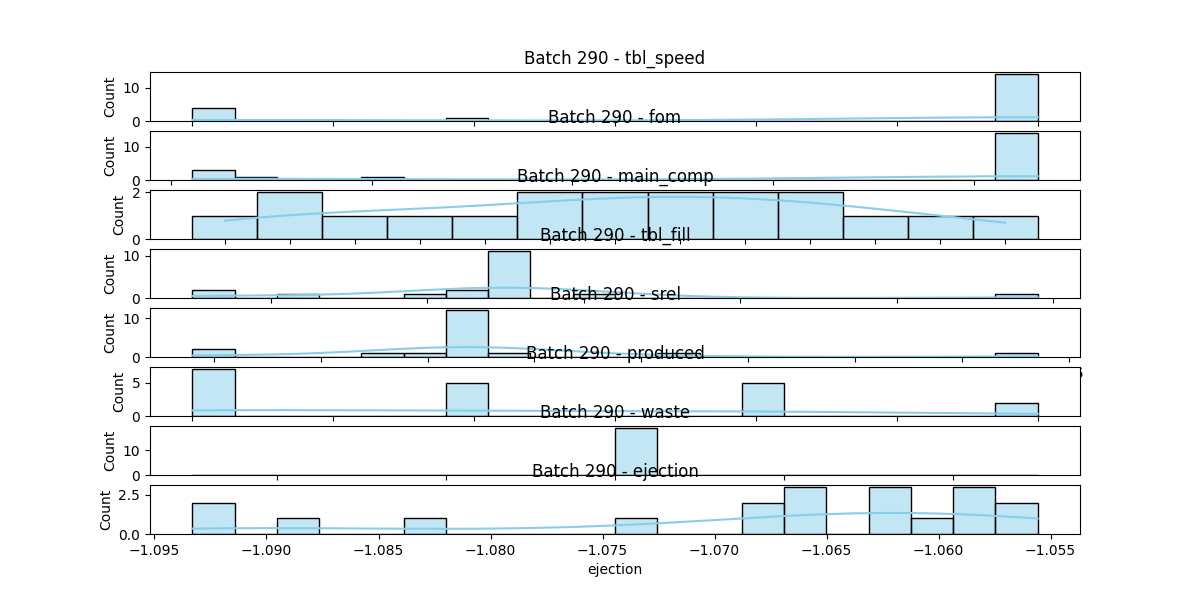 Batch 290 - tbl_speed
Count
10
0
Batch 290 - fom
Count
10
0
Batch 290 - main_comp
Count
2
0
Batch 290 - tbl_fill
Count
10
0
Batch 290 - srel
Count
10
0
Batch 290 - produced
Count
5
0
Batch 290 - waste
Count
10
0
Batch 290 - ejection
Count
2.5
0.0
−1.095 −1.090 −1.085 −1.080 −1.075 −1.070 −1.065 −1.060 −1.055
ejection